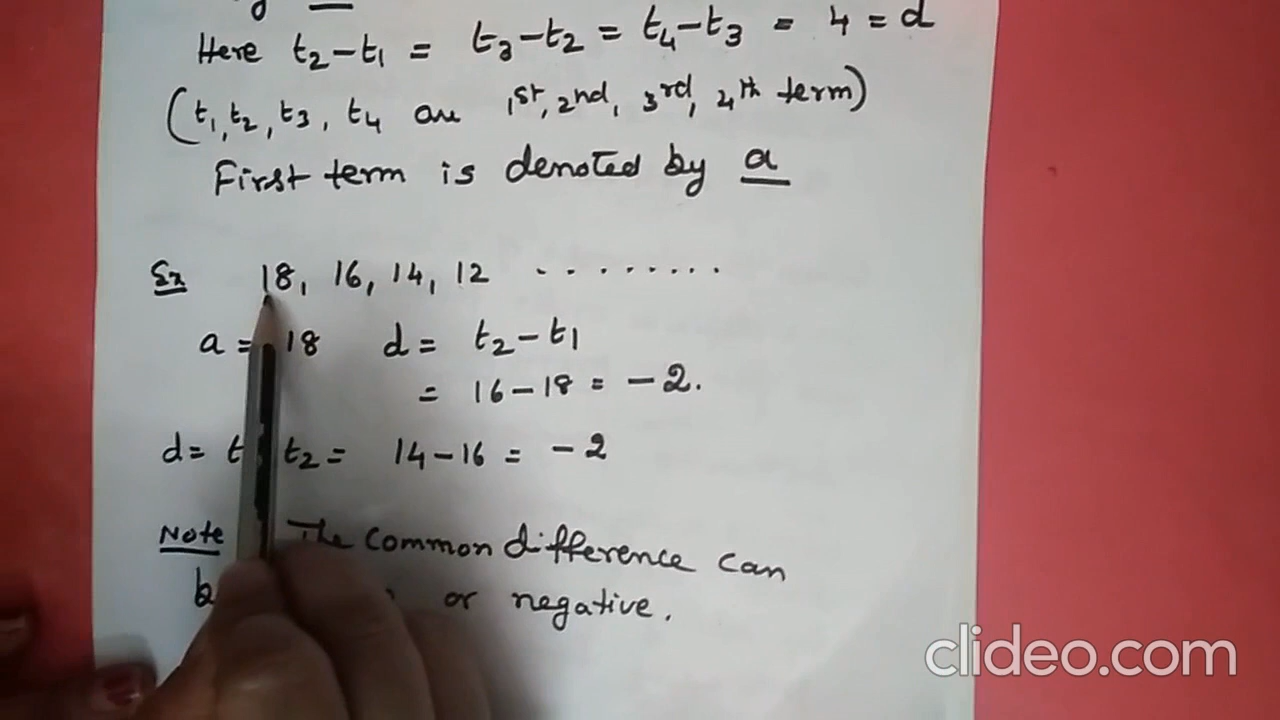 Here t2-t1 = t3-t2 = t4-t3 = 4 = d
(t1, t2, t3, t4 are 1st, 2nd, 3rd, 4th term)
First term is denoted by a
Ex 18, 16, 14, 12 ........
a = 18 d = t2-t1
= 16-18 = -2.
d= t t2 = 14-16 = -2
Note The common difference can
b or negative.
clideo.com